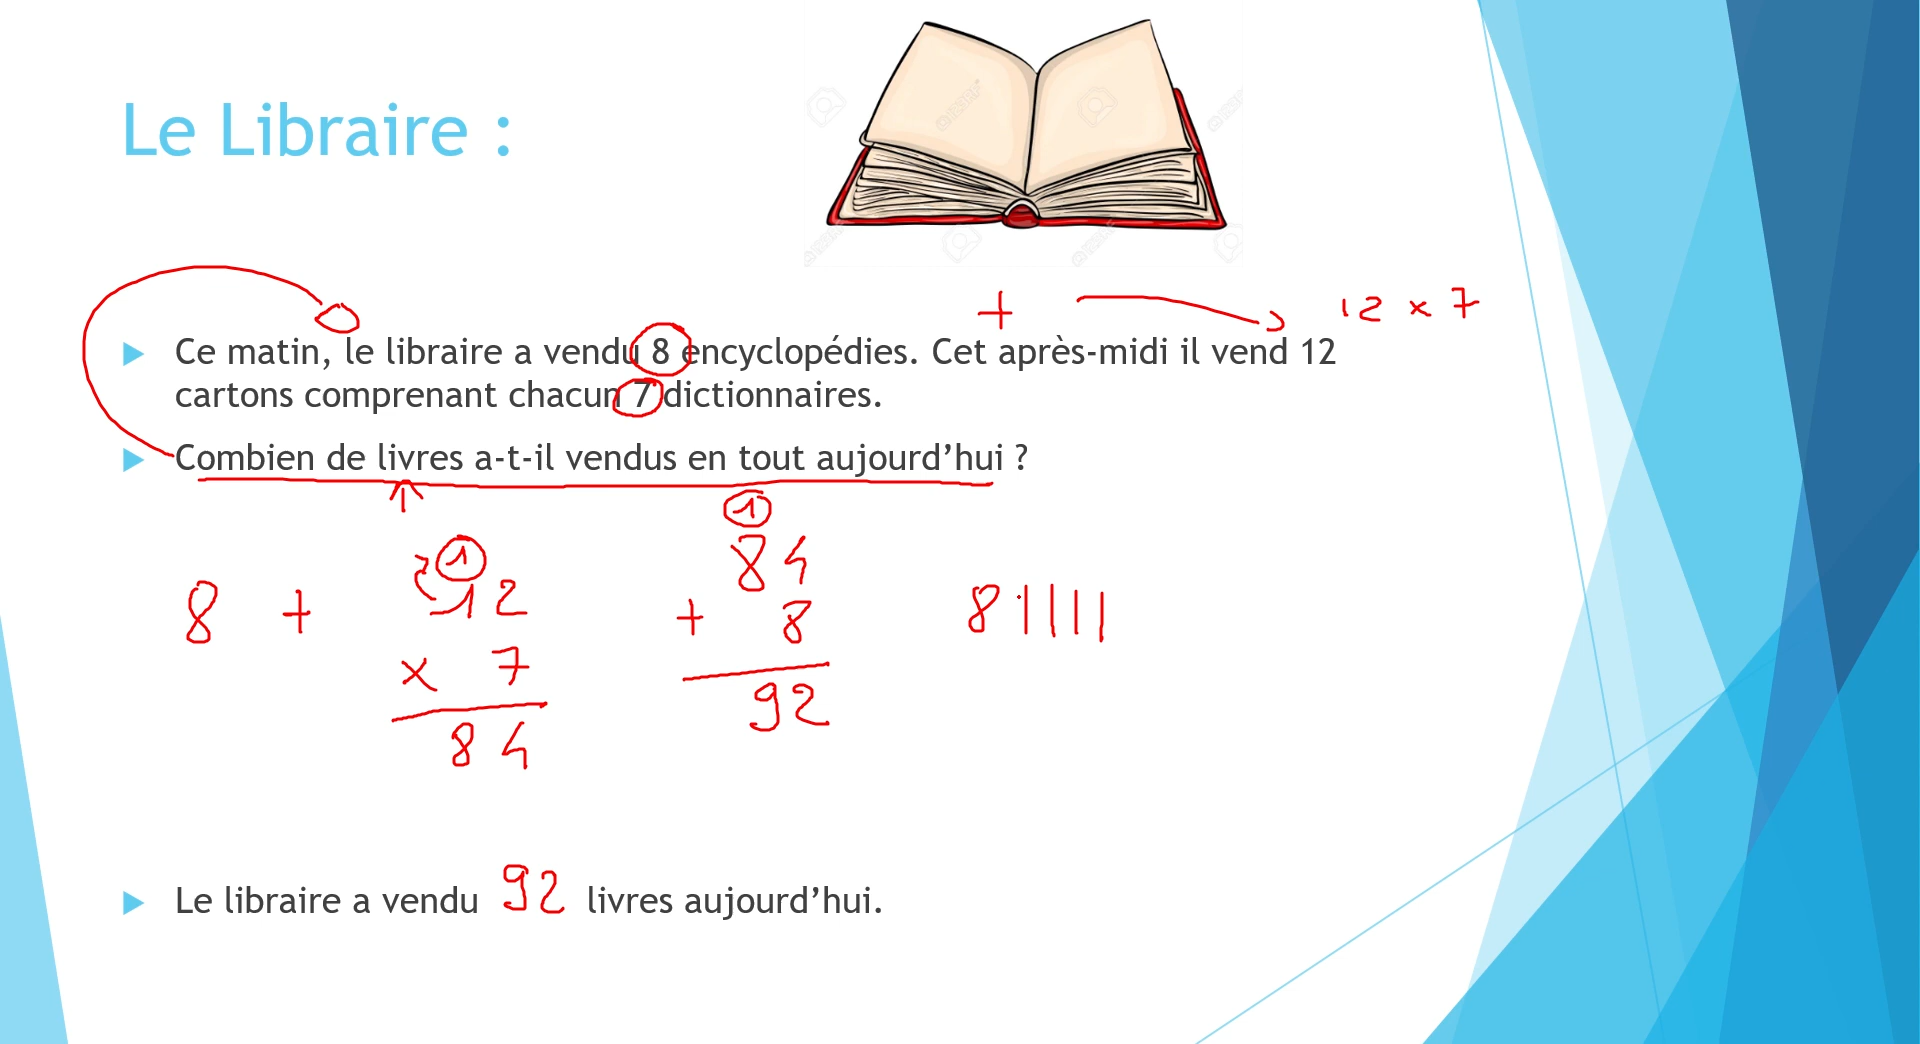 Le Libraire :
+ 12 x 7
Ce matin, le libraire a vendu 8 encyclopédies. Cet après-midi il vend 12
cartons comprenant chacun 7 dictionnaires.
Combien de livres a-t-il vendus en tout aujourd’hui ?
1 1
8 + 12 84 81111
x 7 + 8
84 92
Le libraire a vendu 92 livres aujourd’hui.